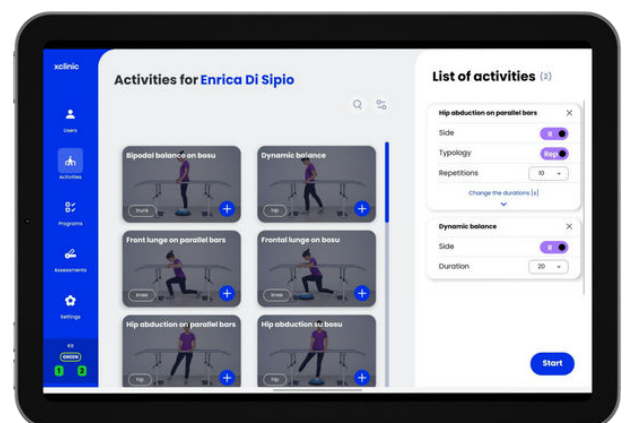 xclinic
Users
Activities
Programs
Assessments
Settings
Kit
GREEN
1 2
Activities for Enrica Di Sipio
Bipodal balance on bosu
trunk
Dynamic balance
hip
Front lunge on parallel bars
knee
Frontal lunge on bosu
knee
Hip abduction on parallel bars
hip
Hip abduction su bosu
hip
List of activities (2)
Hip abduction on parallel bars
Side
R
Typology
Rep.
Repetitions
10
Change the durations [s]
Dynamic balance
Side
R
Duration
20
Start